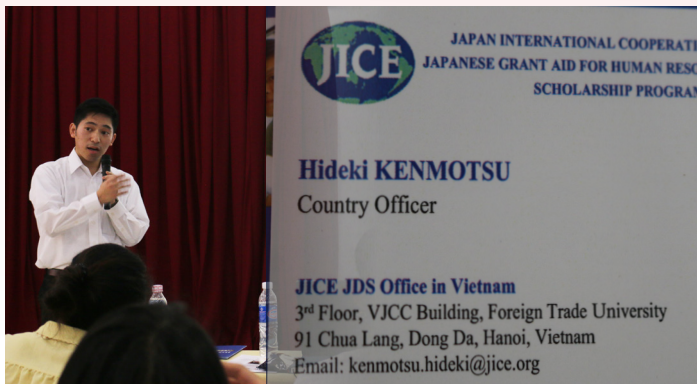 JICE
JAPAN INTERNATIONAL COOPERATI
JAPANESE GRANT AID FOR HUMAN RESO
SCHOLARSHIP PROGRAM
Hideki KENMOTSU
Country Officer
JICE JDS Office in Vietnam
3rd Floor, VJCC Building, Foreign Trade University
91 Chua Lang, Dong Da, Hanoi, Vietnam
Email: kenmotsu.hideki@jice.org